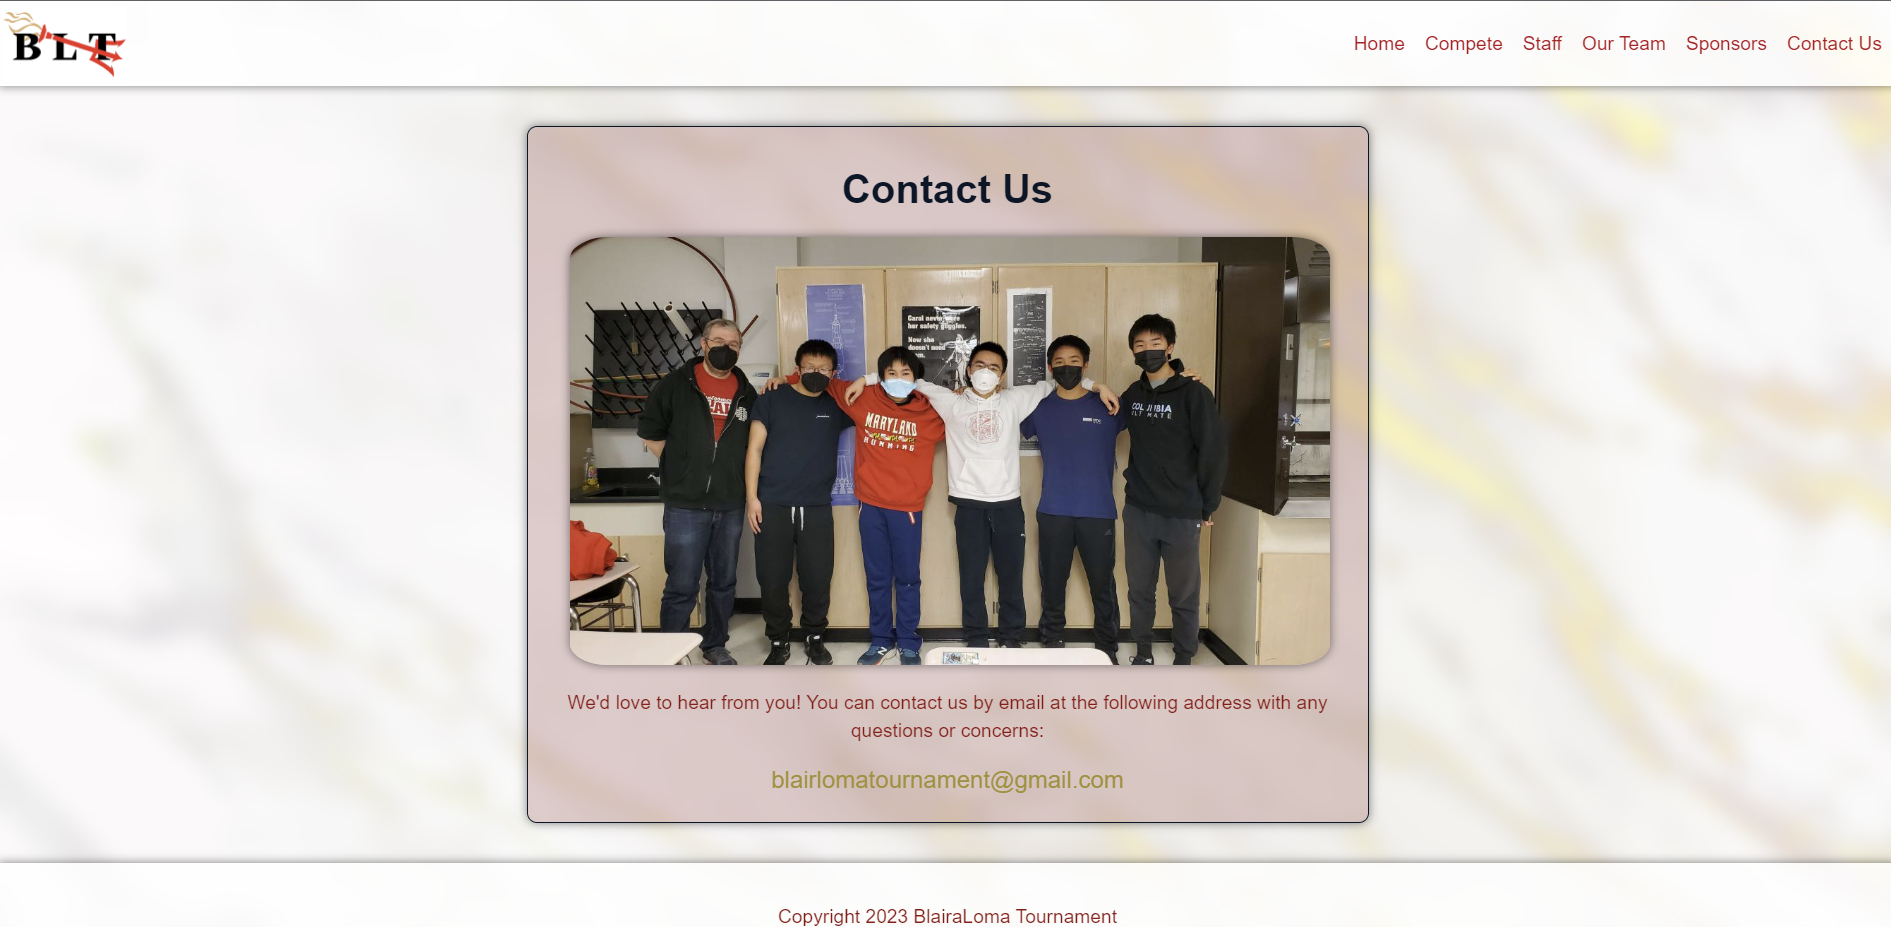 BLT
Home Compete Staff Our Team Sponsors Contact Us
Contact Us
Carol never wore
her safety goggles.
Now she
doesn't need
MARYLAND
RUNNING
We'd love to hear from you! You can contact us by email at the following address with any
questions or concerns:
blairlomatournament@gmail.com
Copyright 2023 BlairaLoma Tournament